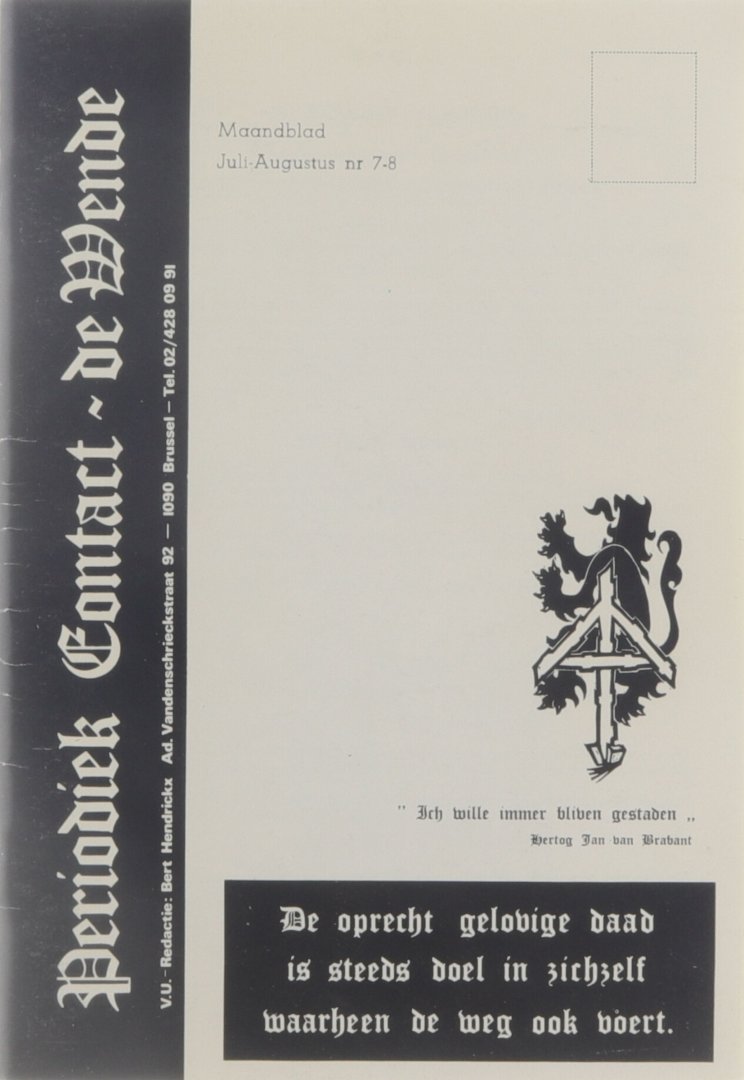 Periodiek Contact - de Wende
V.U. - Redactie: Bert Hendrickx Ad. Vandenschrieckstraat 92 - 1090 Brussel - Tel. 02/428 09 91
Maandblad
Juli-Augustus nr 7-8
" Ich wille immer bliven gestaden „
Hertog Jan van Brabant
De oprecht gelovige daad
is steeds doel in zichzelf
waarheen de weg ook voert.